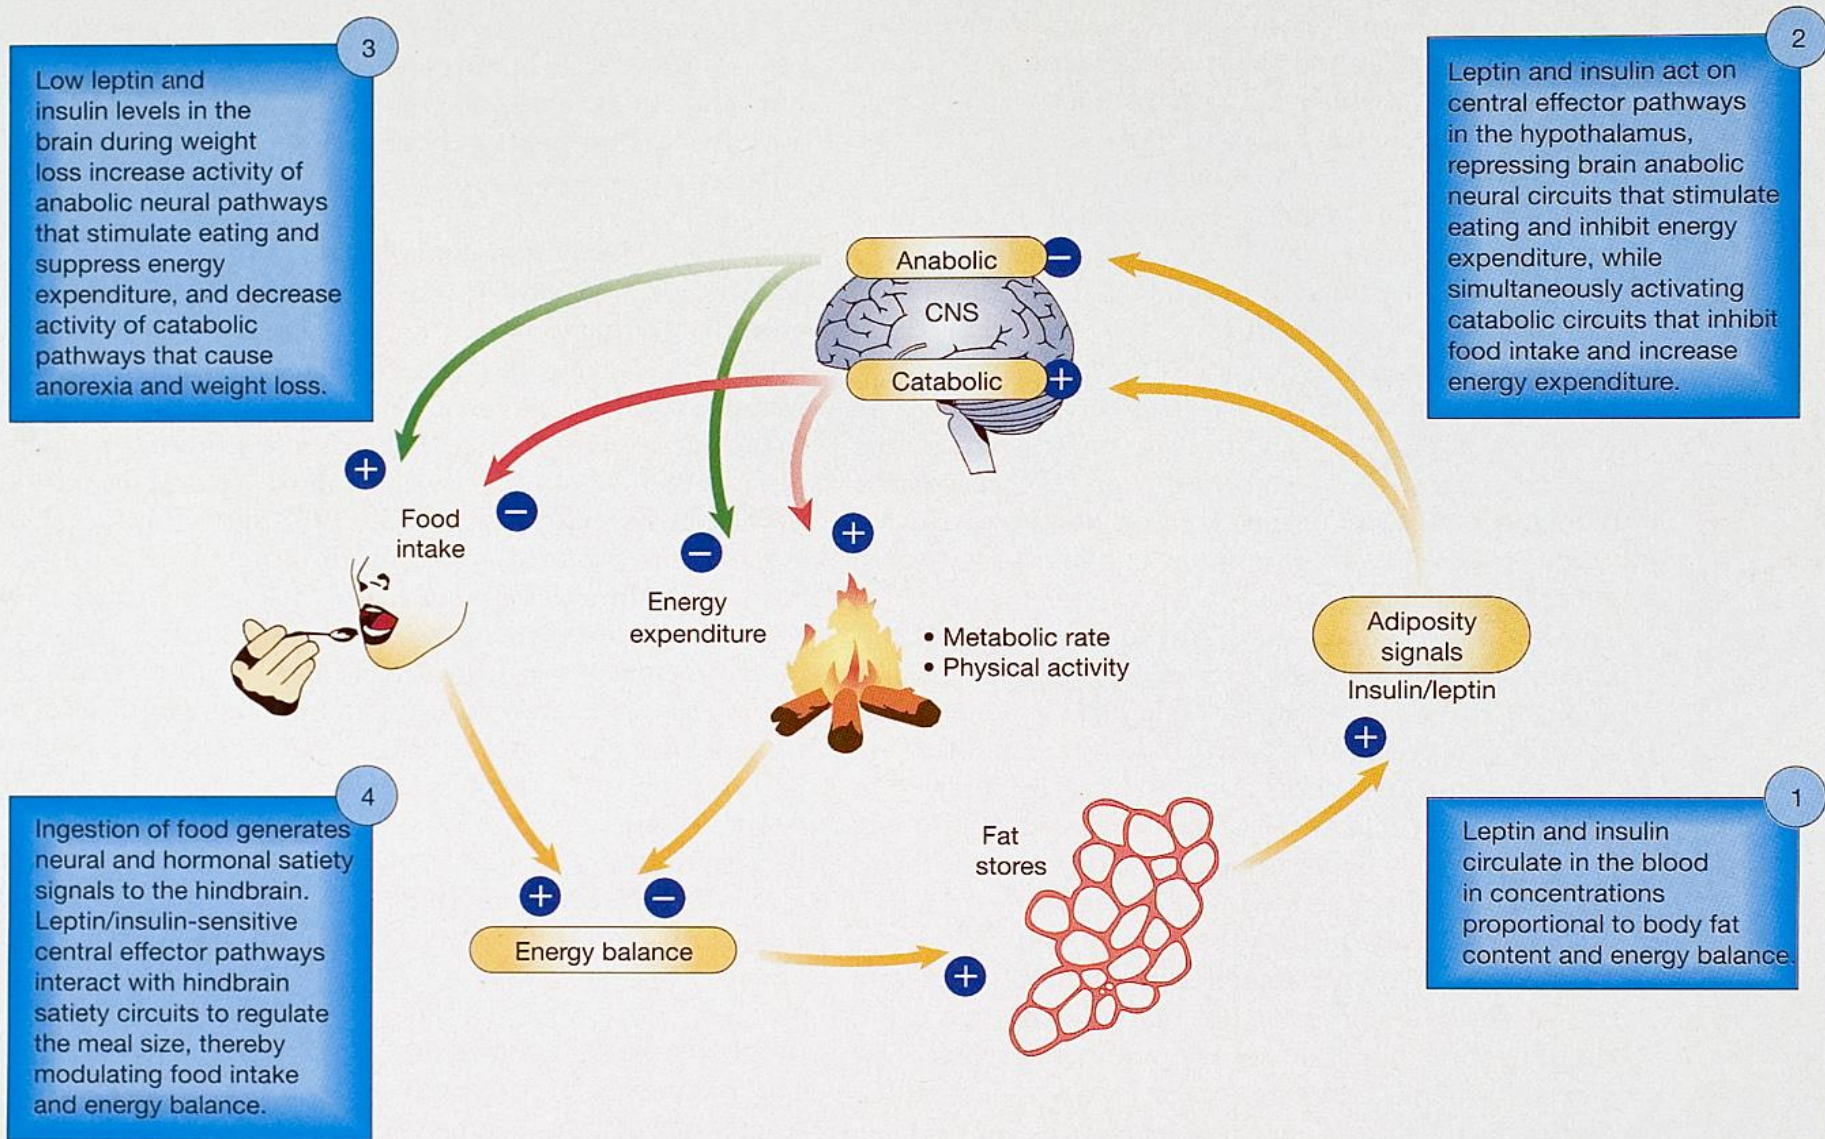 3
Low leptin and
insulin levels in the
brain during weight
loss increase activity of
anabolic neural pathways
that stimulate eating and
suppress energy
expenditure, and decrease
activity of catabolic
pathways that cause
anorexia and weight loss.
2
Leptin and insulin act on
central effector pathways
in the hypothalamus,
repressing brain anabolic
neural circuits that stimulate
eating and inhibit energy
expenditure, while
simultaneously activating
catabolic circuits that inhibit
food intake and increase
energy expenditure.
Anabolic
−
CNS
Catabolic
+
+
Food
intake
−
−
Energy
expenditure
+
• Metabolic rate
• Physical activity
Adiposity
signals
Insulin/leptin
+
4
Ingestion of food generates
neural and hormonal satiety
signals to the hindbrain.
Leptin/insulin-sensitive
central effector pathways
interact with hindbrain
satiety circuits to regulate
the meal size, thereby
modulating food intake
and energy balance.
+
−
Energy balance
+
Fat
stores
1
Leptin and insulin
circulate in the blood
in concentrations
proportional to body fat
content and energy balance.